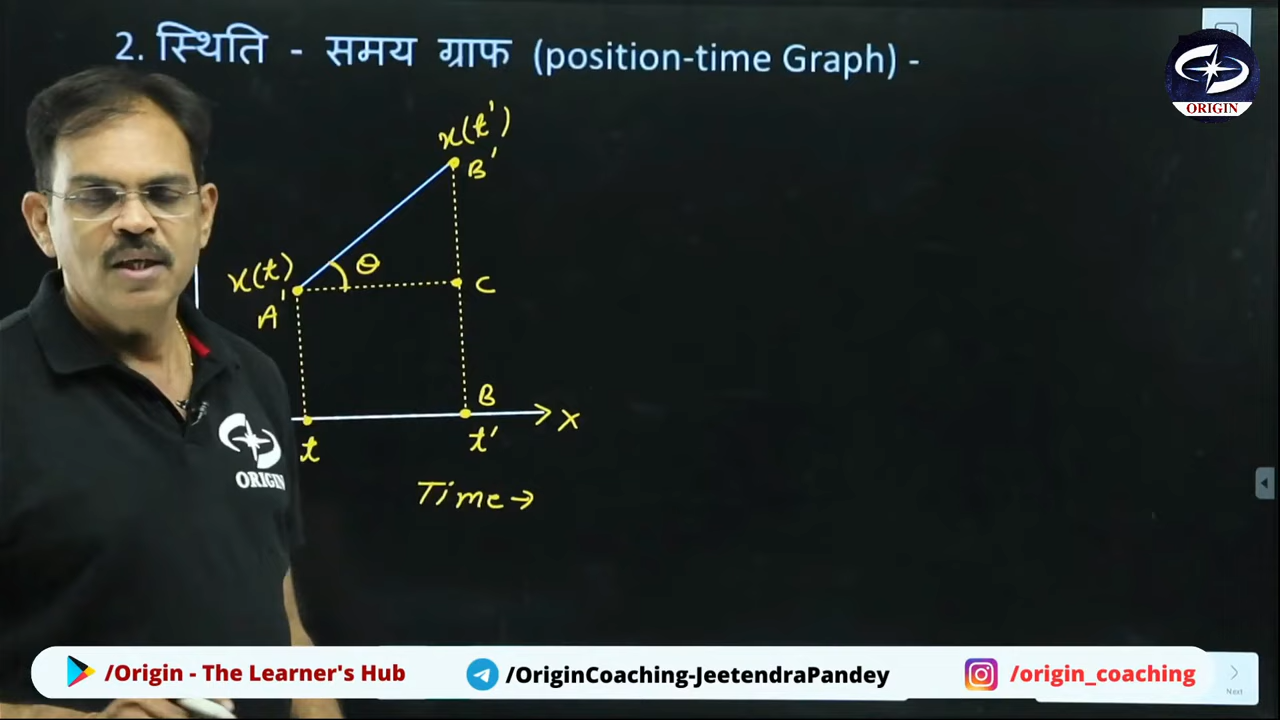 2. स्थिति - समय ग्राफ (position-time Graph) -
ORIGIN
x(t')
B'
x(t)
θ
A'
C
B
X
t
t'
ORIGIN
Time →
/Origin - The Learner's Hub
/OriginCoaching-JeetendraPandey
/origin_coaching
Next